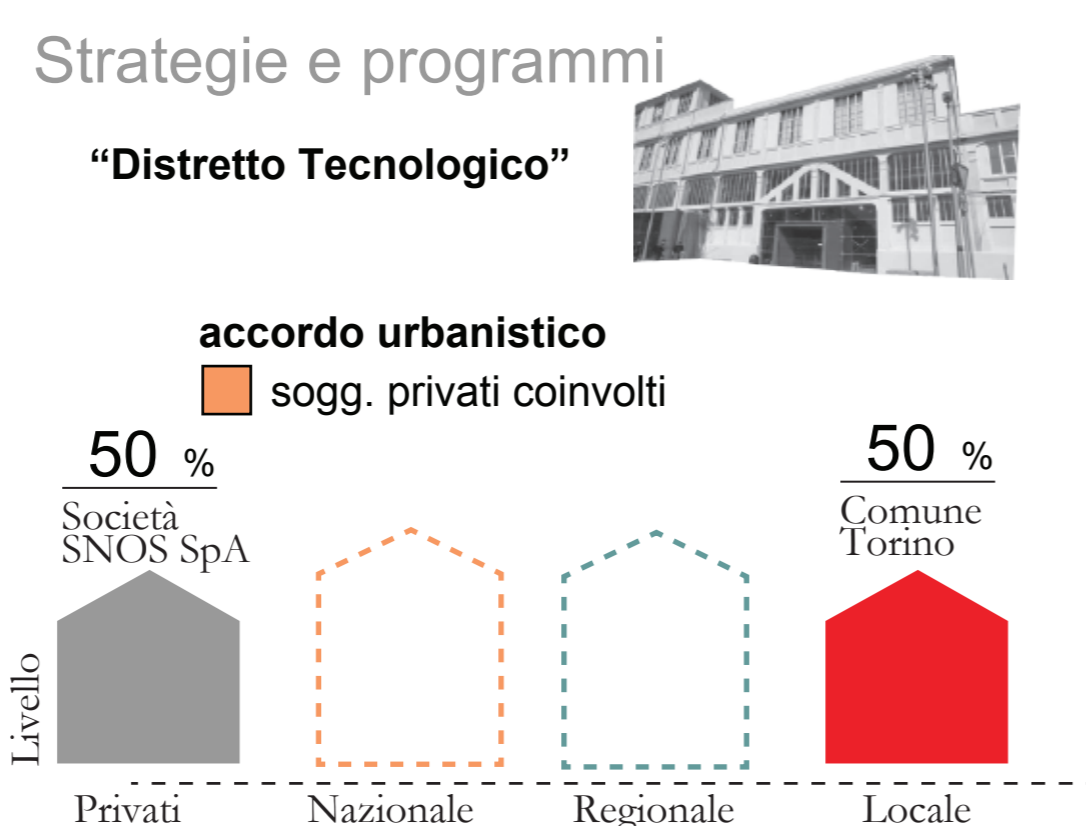 Strategie e programmi
“Distretto Tecnologico”
accordo urbanistico
sogg. privati coinvolti
50 %
Società
SNOS SpA
50 %
Comune
Torino
Livello
Privati
Nazionale
Regionale
Locale